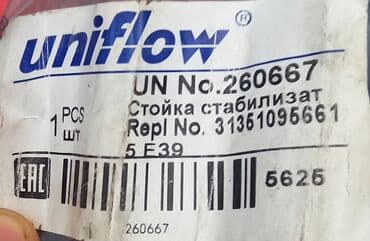 uniflow
UN No.260667
1 PCS
ШТ
Стойка стабилизат
Repl No. 31351095661
5 E39
EAC
5625
260667